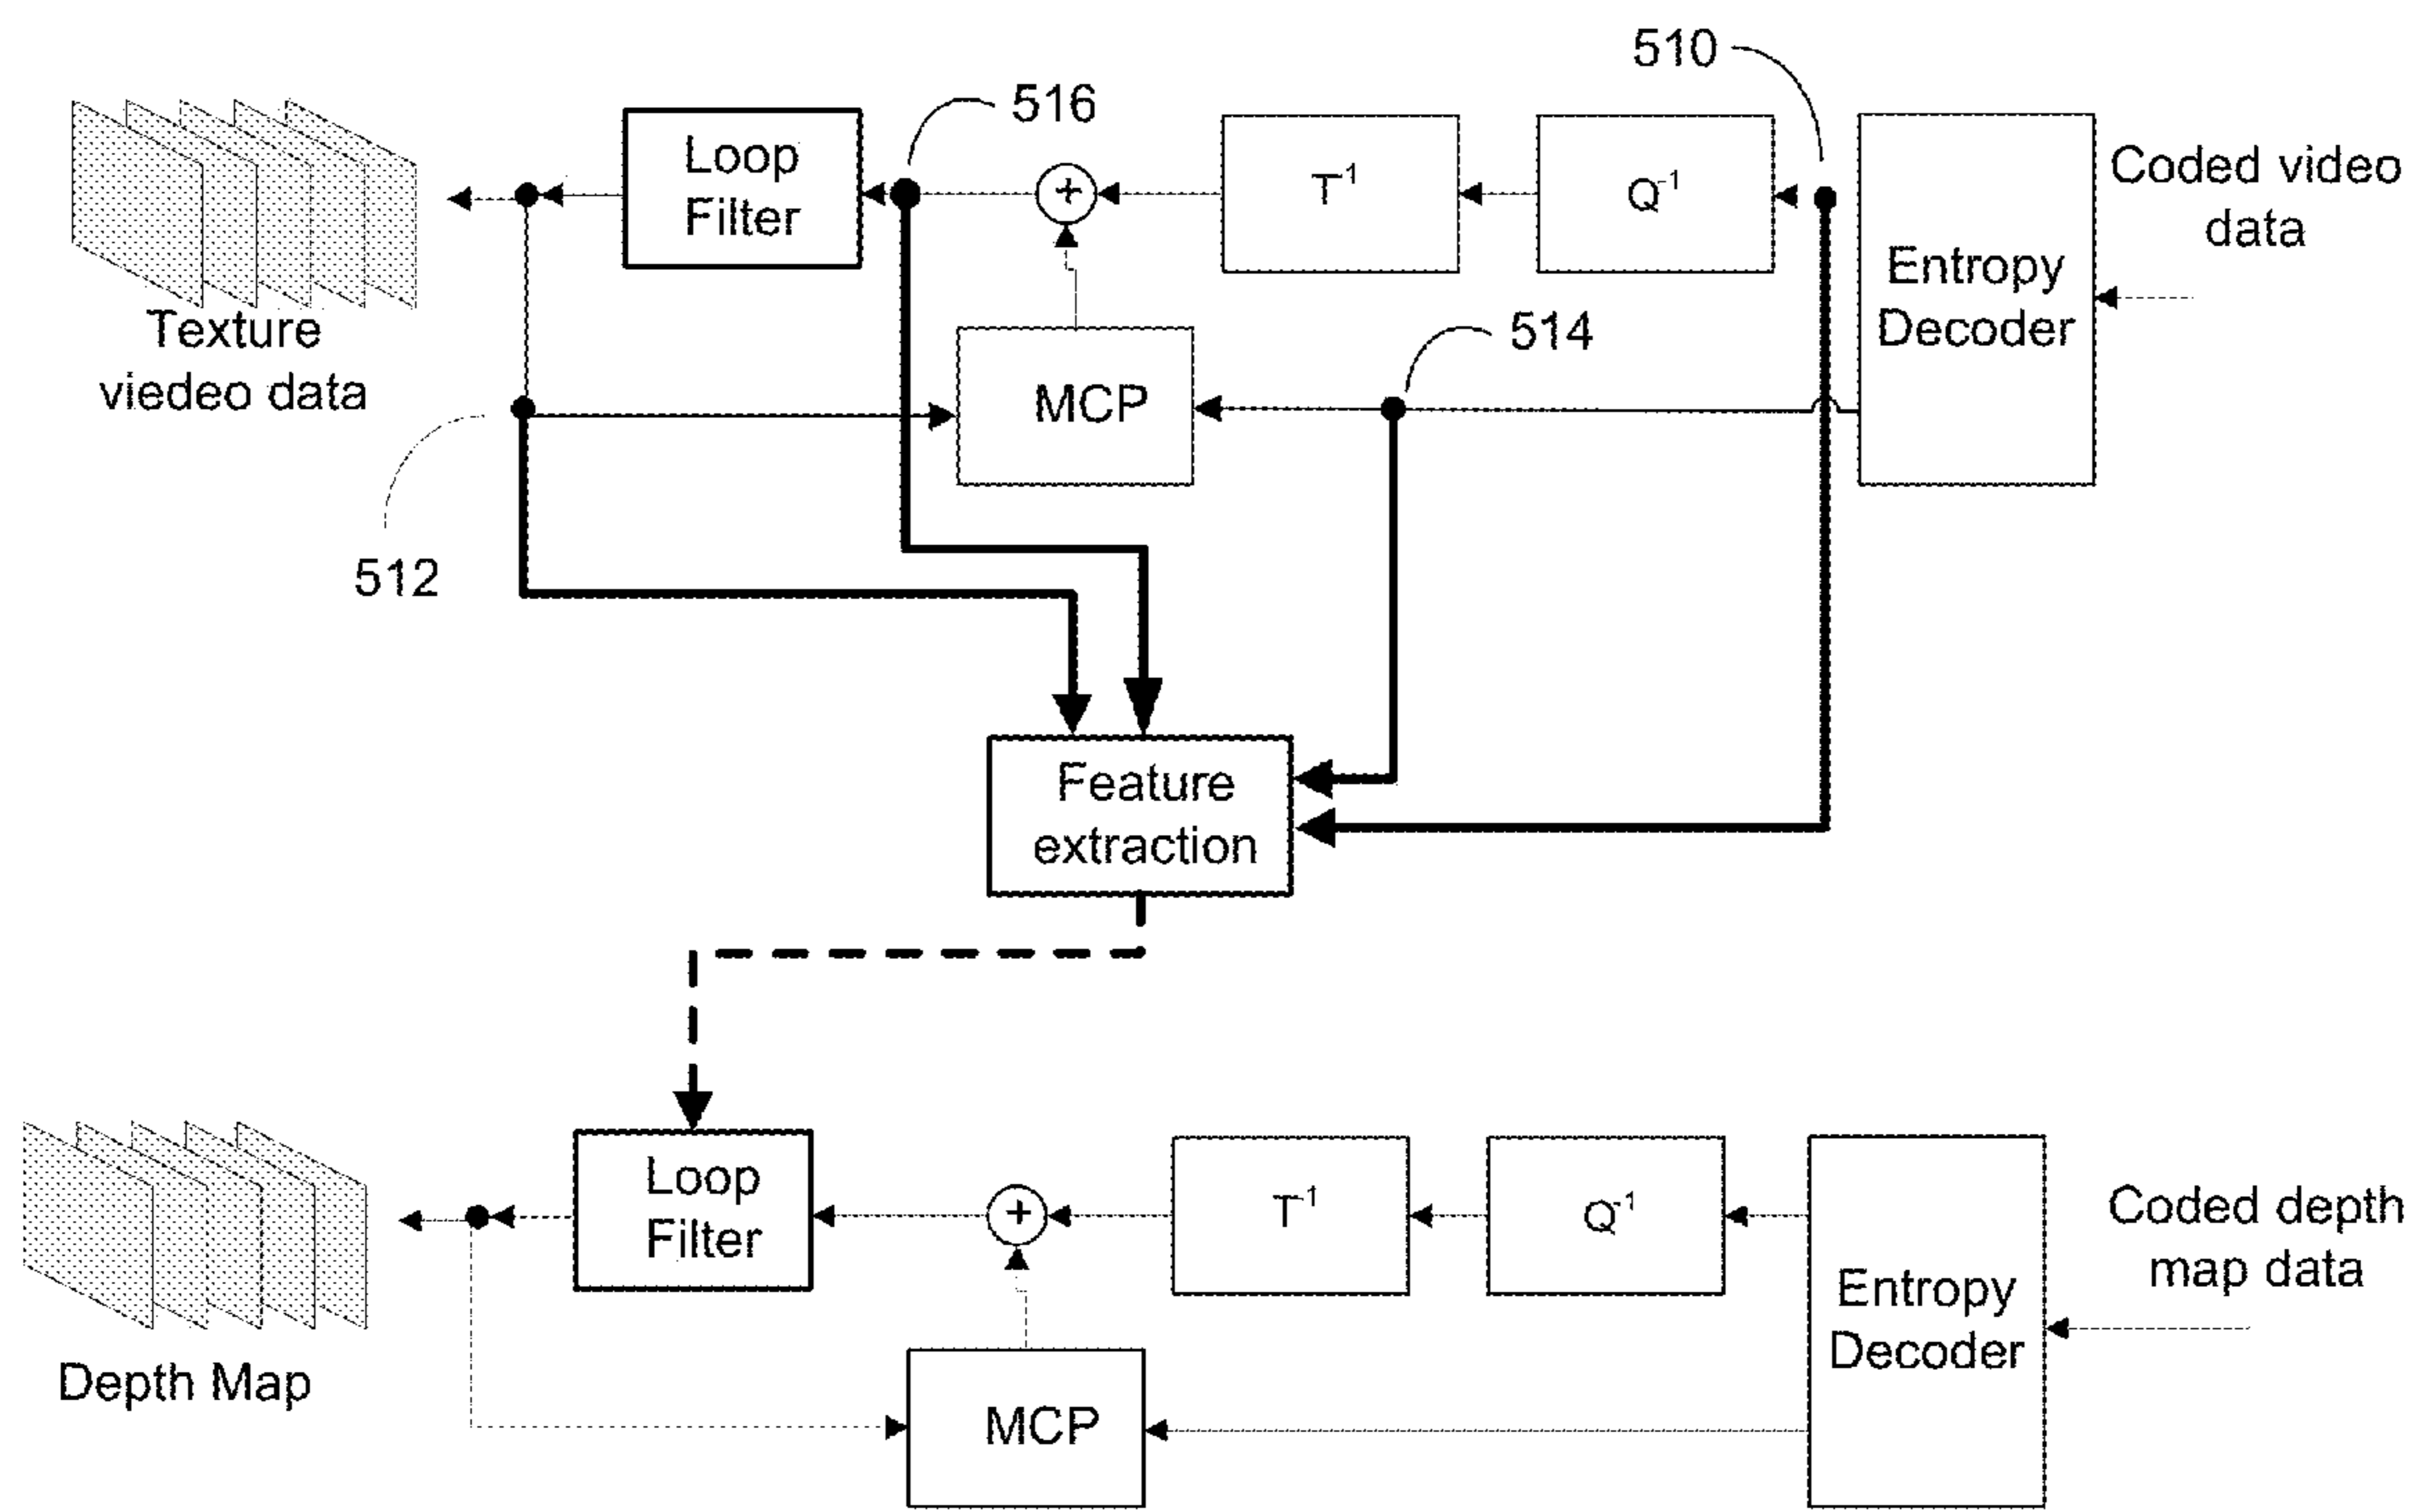 510
516
Loop
Filter
+
T⁻¹
Q⁻¹
Entropy
Decoder
Coded video
data
Texture
viedeo data
MCP
514
512
Feature
extraction
Loop
Filter
+
T⁻¹
Q⁻¹
Entropy
Decoder
Coded depth
map data
Depth Map
MCP